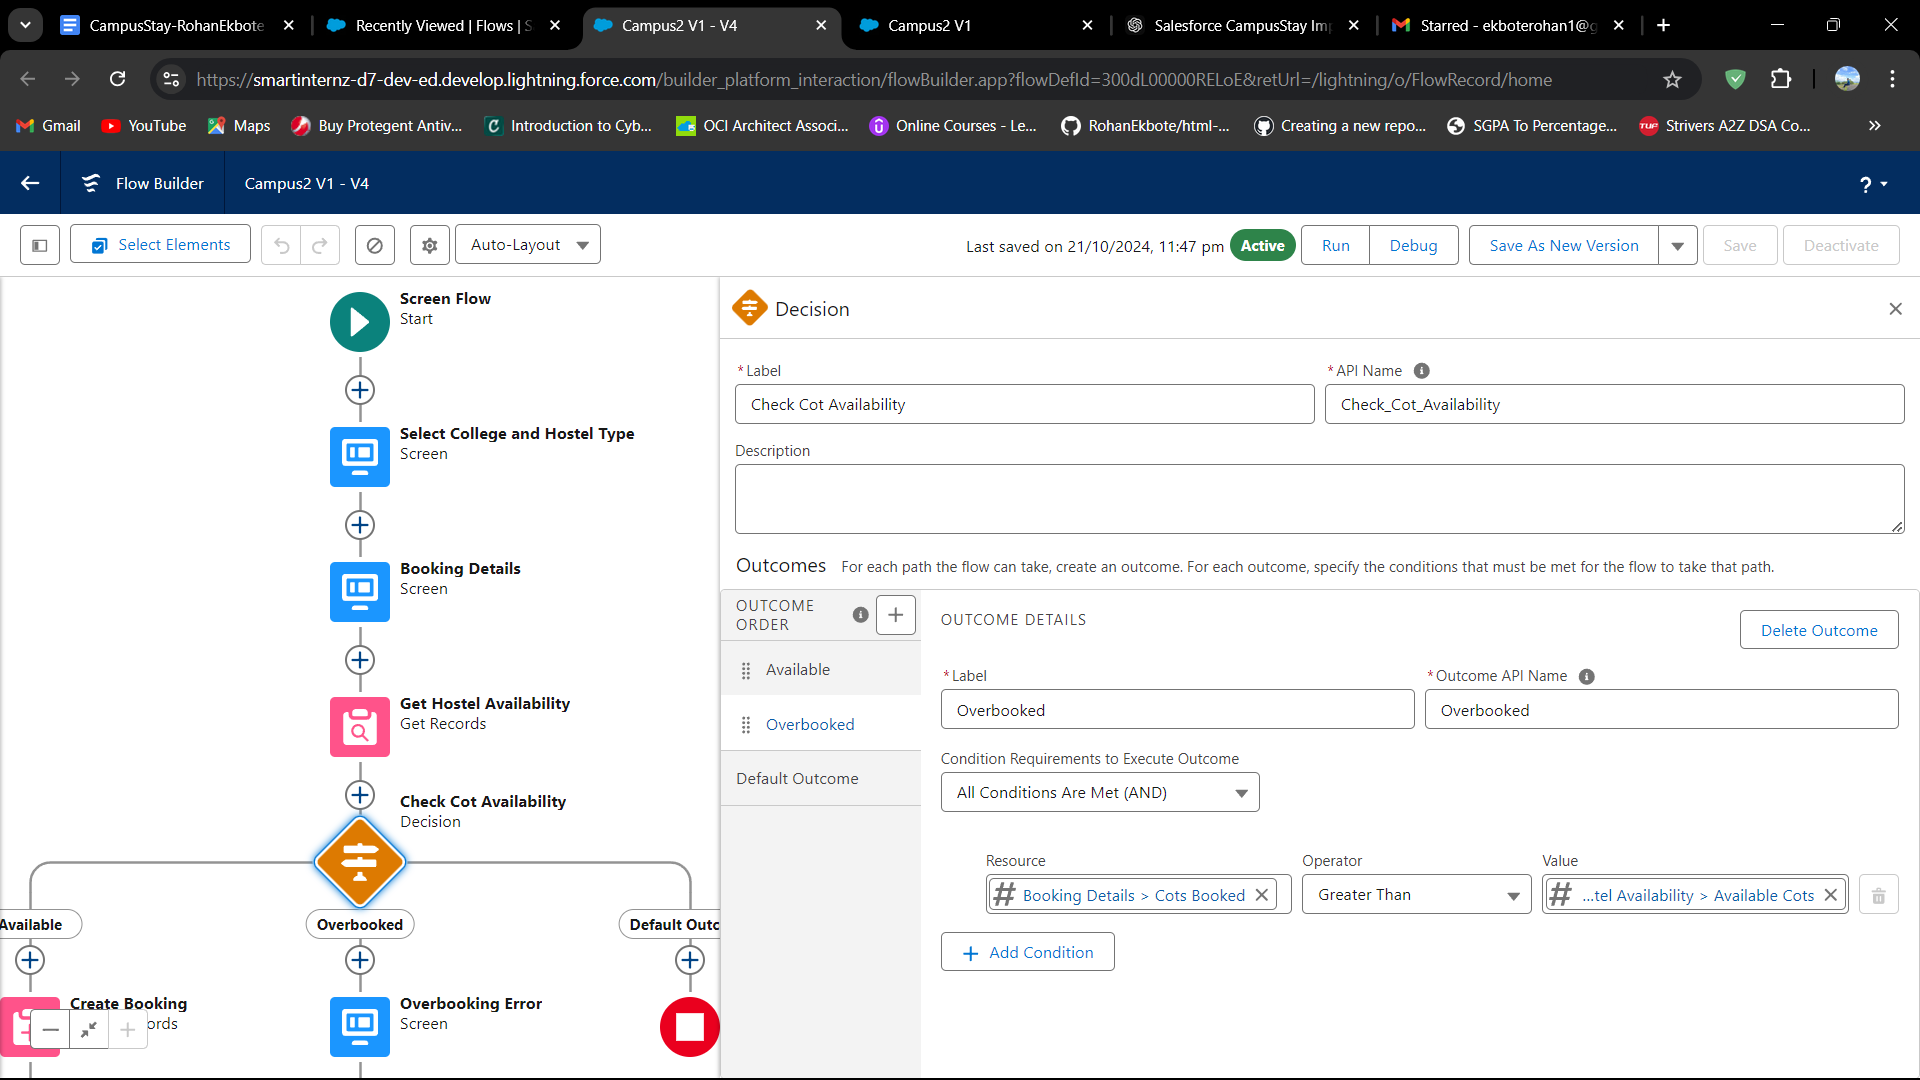 CampusStay-RohanEkbote
Recently Viewed | Flows | S
Campus2 V1 - V4
Campus2 V1
Salesforce CampusStay Im
Starred - ekboterohan1@g
https://smartinternz-d7-dev-ed.develop.lightning.force.com/builder_platform_interaction/flowBuilder.app?flowDefId=300dL00000RELoE&retUrl=/lightning/o/FlowRecord/home
Gmail
YouTube
Maps
Buy Protegent Antiv...
Introduction to Cyb...
OCI Architect Associ...
Online Courses - Le...
RohanEkbote/html-...
Creating a new repo...
SGPA To Percentage...
TUF
Strivers A2Z DSA Co...
Flow Builder
Campus2 V1 - V4
?
Select Elements
Auto-Layout
Last saved on 21/10/2024, 11:47 pm
Active
Run
Debug
Save As New Version
Save
Deactivate
Screen Flow
Start
Select College and Hostel Type
Screen
Booking Details
Screen
Get Hostel Availability
Get Records
Check Cot Availability
Decision
Available
Overbooked
Default Outc
Create Booking
ords
Overbooking Error
Screen
Decision
* Label
* API Name
Check Cot Availability
Check_Cot_Availability
Description
Outcomes
For each path the flow can take, create an outcome. For each outcome, specify the conditions that must be met for the flow to take that path.
OUTCOME
ORDER
Available
Overbooked
Default Outcome
OUTCOME DETAILS
Delete Outcome
* Label
* Outcome API Name
Overbooked
Overbooked
Condition Requirements to Execute Outcome
All Conditions Are Met (AND)
Resource
Operator
Value
Booking Details > Cots Booked
Greater Than
...tel Availability > Available Cots
Add Condition